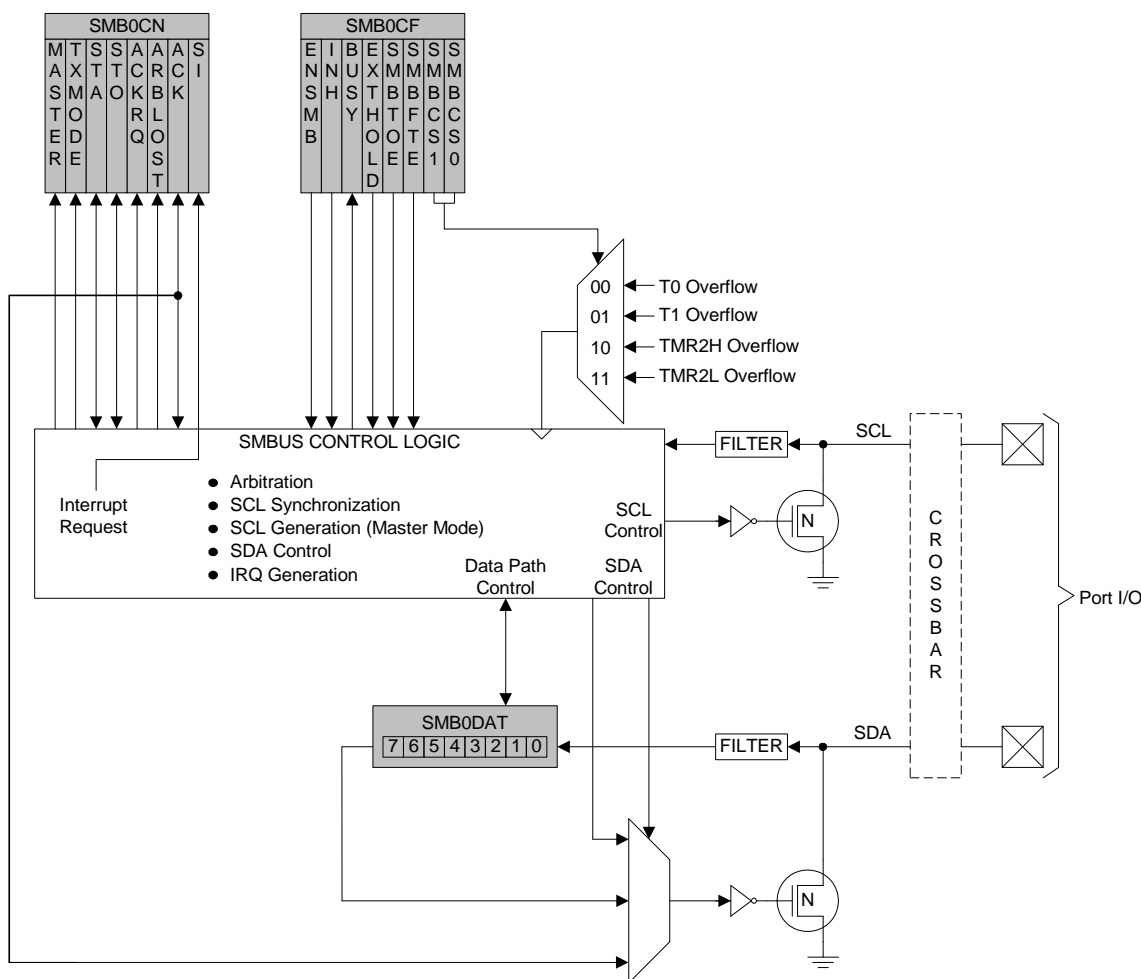 SMB0CN
MASTER
TXMODE
STA
STO
ACKRQ
ARBLOST
ACK
SI
SMB0CF
ENSMB
INH
BUSY
EXTHOLD
SMBTOE
SMBFTE
SMBCS1
SMBCS0
00
T0 Overflow
01
T1 Overflow
10
TMR2H Overflow
11
TMR2L Overflow
SMBUS CONTROL LOGIC
Interrupt
Request
● Arbitration
● SCL Synchronization
● SCL Generation (Master Mode)
● SDA Control
● IRQ Generation
SCL
Control
Data Path
Control
SDA
Control
FILTER
SCL
N
CROSSBAR
Port I/O
SMB0DAT
7 6 5 4 3 2 1 0
FILTER
SDA
N